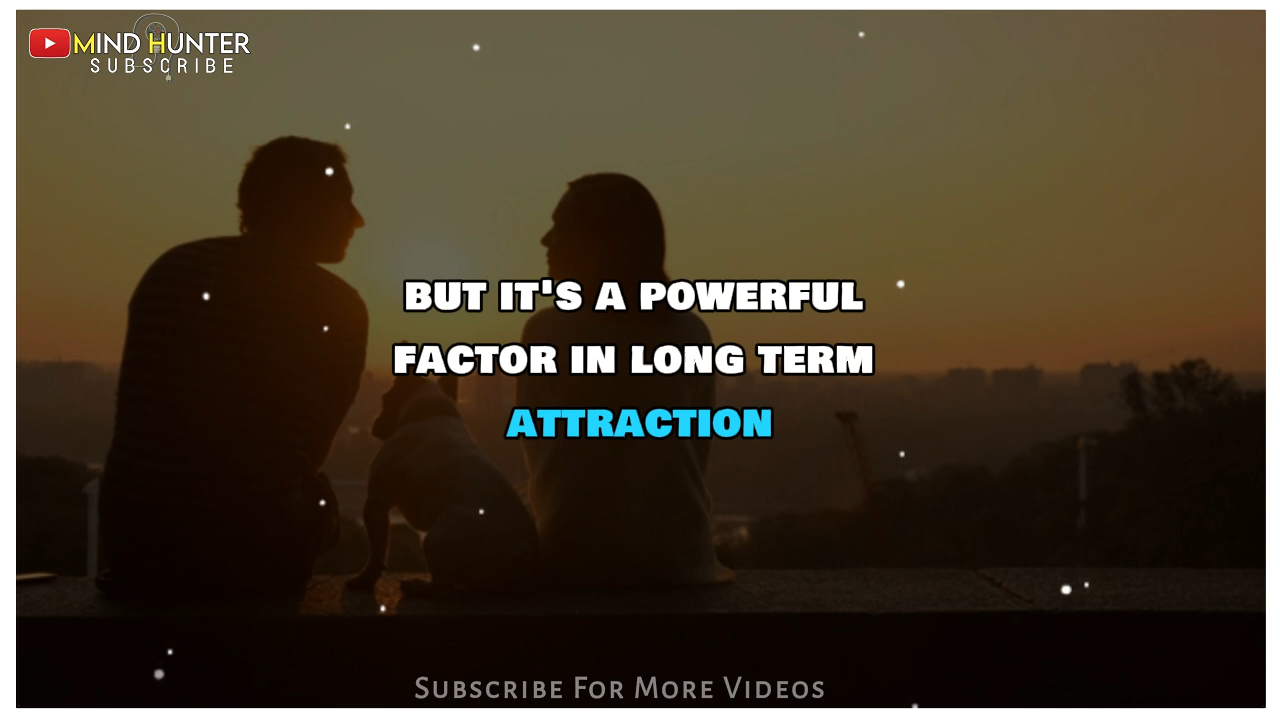 MIND HUNTER
SUBSCRIBE
BUT IT'S A POWERFUL
FACTOR IN LONG TERM
ATTRACTION
SUBSCRIBE FOR MORE VIDEOS